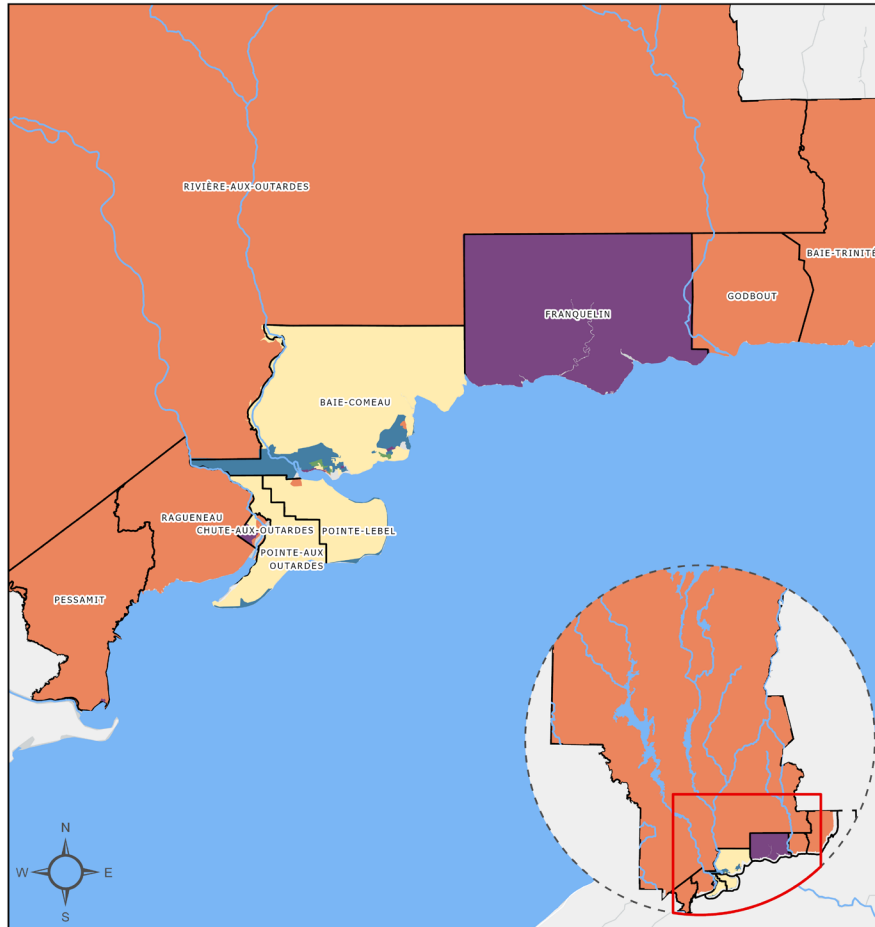 RIVIÈRE-AUX-OUTARDES
BAIE-TRINITÉ
GODBOUT
FRANQUELIN
BAIE-COMEAU
RAGUENEAU
CHUTE-AUX-OUTARDES
POINTE-LEBEL
POINTE-AUX
OUTARDES
PESSAMIT
N
W
E
S